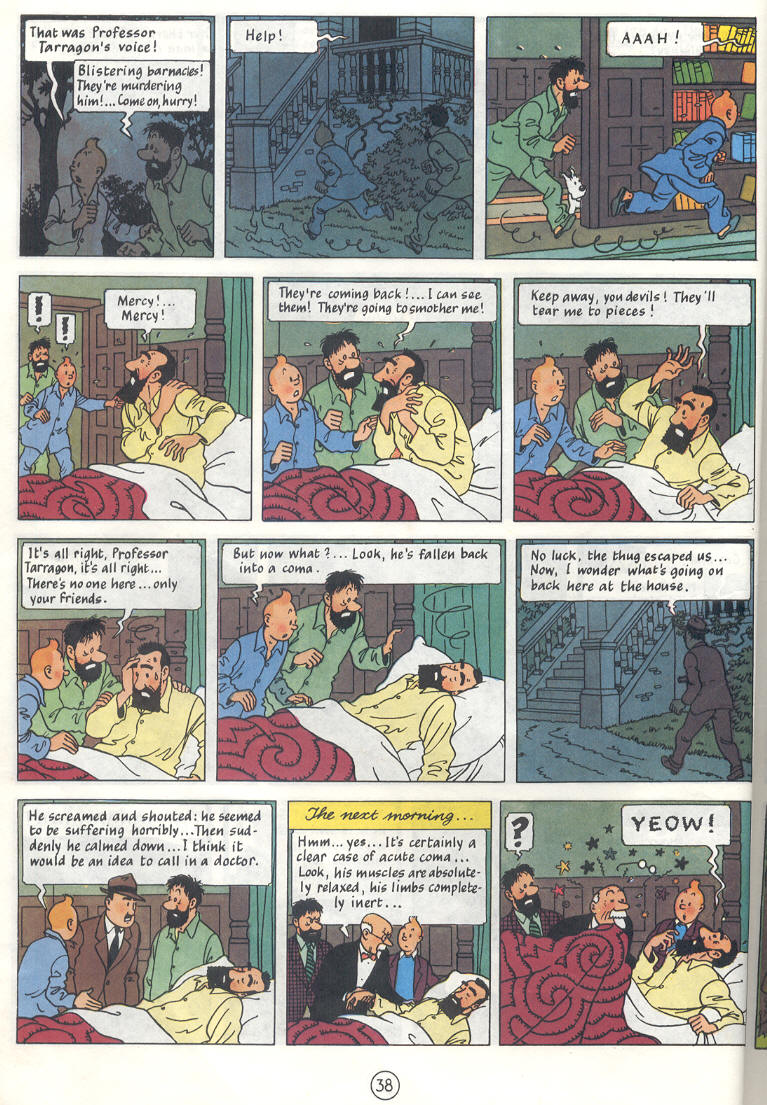 That was Professor
Tarragon's voice!
Blistering barnacles!
They're murdering
him!... Come on, hurry!
Help!
AAAH!
!
!
Mercy!...
Mercy!
They're coming back!... I can see
them! They're going to smother me!
Keep away, you devils! They'll
tear me to pieces!
It's all right, Professor
Tarragon, it's all right...
There's no one here... only
your friends.
But now what?... Look, he's fallen back
into a coma.
No luck, the thug escaped us...
Now, I wonder what's going on
back here at the house.
He screamed and shouted: he seemed
to be suffering horribly... Then sud-
denly he calmed down... I think it
would be an idea to call in a doctor.
The next morning...
Hmm... yes... It's certainly a
clear case of acute coma...
Look, his muscles are absolute-
ly relaxed, his limbs complete-
ly inert...
?
YEOW!
38